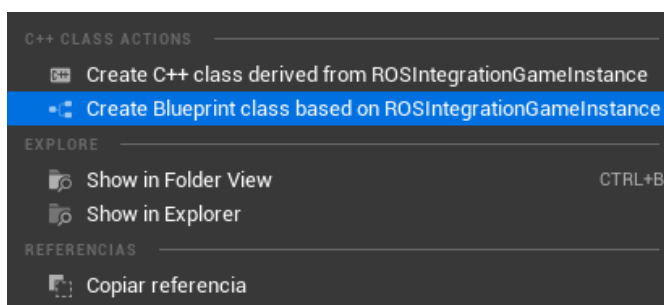 C++ CLASS ACTIONS
Create C++ class derived from ROSIntegrationGameInstance
Create Blueprint class based on ROSIntegrationGameInstance
EXPLORE
Show in Folder View CTRL+B
Show in Explorer
REFERENCIAS
Copiar referencia